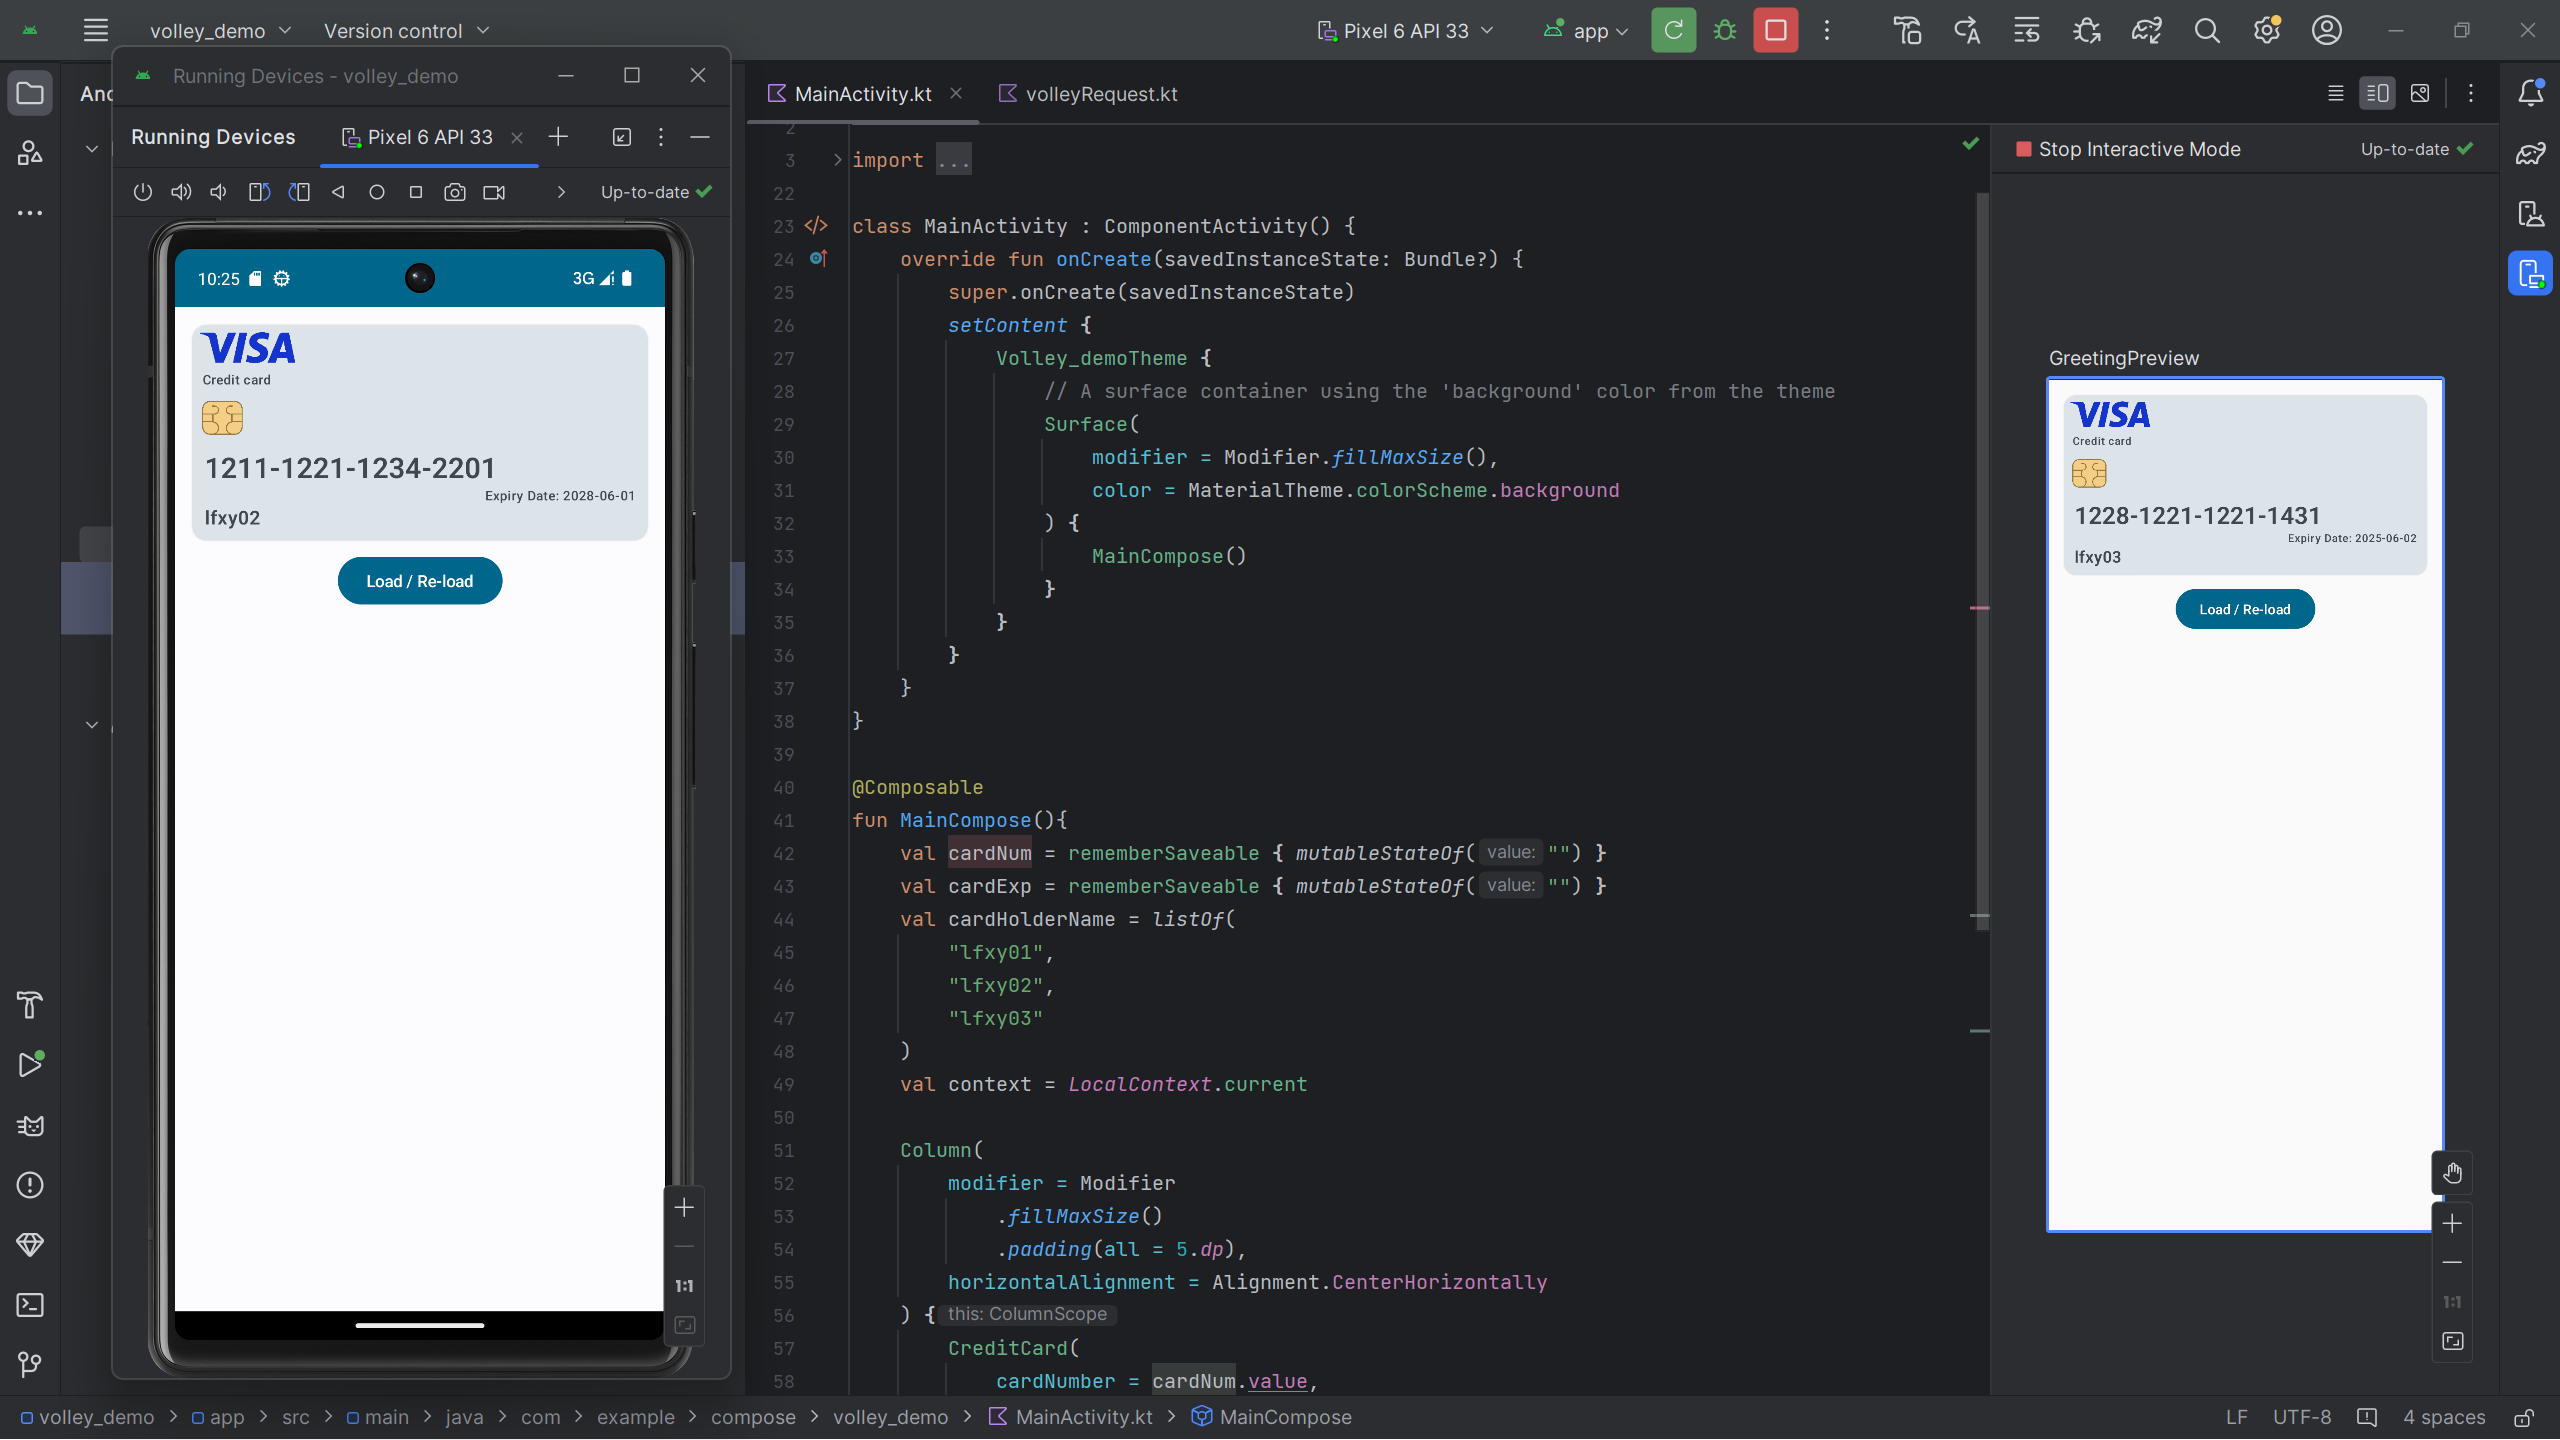 volley_demo
Version control
Pixel 6 API 33
app
Running Devices - volley_demo
Running Devices
Pixel 6 API 33
Up-to-date
10:25
3G
VISA
Credit card
1211-1221-1234-2201
Expiry Date: 2028-06-01
lfxy02
Load / Re-load
1:1
MainActivity.kt
volleyRequest.kt
2
3 import ...
22
23 class MainActivity : ComponentActivity() {
24 override fun onCreate(savedInstanceState: Bundle?) {
25 super.onCreate(savedInstanceState)
26 setContent {
27 Volley_demoTheme {
28 // A surface container using the 'background' color from the theme
29 Surface(
30 modifier = Modifier.fillMaxSize(),
31 color = MaterialTheme.colorScheme.background
32 ) {
33 MainCompose()
34 }
35 }
36 }
37 }
38 }
39
40 @Composable
41 fun MainCompose(){
42 val cardNum = rememberSaveable { mutableStateOf( value: "") }
43 val cardExp = rememberSaveable { mutableStateOf( value: "") }
44 val cardHolderName = listOf(
45 "lfxy01",
46 "lfxy02",
47 "lfxy03"
48 )
49 val context = LocalContext.current
50
51 Column(
52 modifier = Modifier
53 .fillMaxSize()
54 .padding(all = 5.dp),
55 horizontalAlignment = Alignment.CenterHorizontally
56 ) { this: ColumnScope
57 CreditCard(
58 cardNumber = cardNum.value,
Stop Interactive Mode
Up-to-date
GreetingPreview
VISA
Credit card
1228-1221-1221-1431
Expiry Date: 2025-06-02
lfxy03
Load / Re-load
1:1
volley_demo > app > src > main > java > com > example > compose > volley_demo > MainActivity.kt > MainCompose
LF
UTF-8
4 spaces